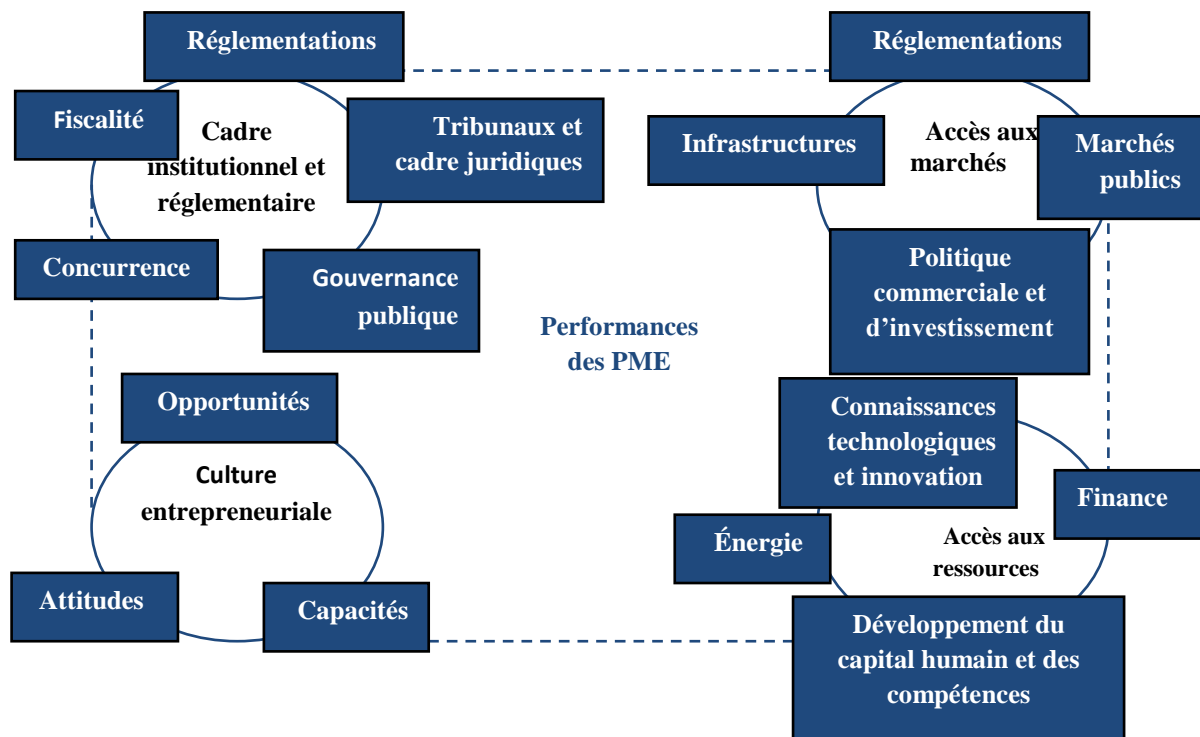 Réglementations
Fiscalité
Cadre
institutionnel et
réglementaire
Tribunaux et
cadre juridiques
Concurrence
Gouvernance
publique
Réglementations
Infrastructures
Accès aux
marchés
Marchés
publics
Politique
commerciale et
d’investissement
Performances
des PME
Opportunités
Culture
entrepreneuriale
Attitudes
Capacités
Connaissances
technologiques
et innovation
Finance
Énergie
Accès aux
ressources
Développement du
capital humain et des
compétences